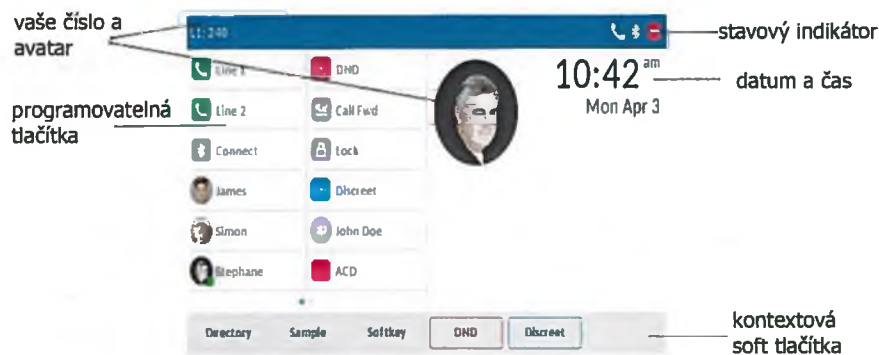 vaše číslo a
avatar
programovatelná
tlačítka
L1: 240
Line 1
DND
Line 2
Call Fwd
Connect
Lock
James
Discreet
Simon
John Doe
Stephane
ACD
10:42 am
Mon Apr 3
Directory
Sample
Softkey
DND
Discreet
stavový indikátor
datum a čas
kontextová
soft tlačítka